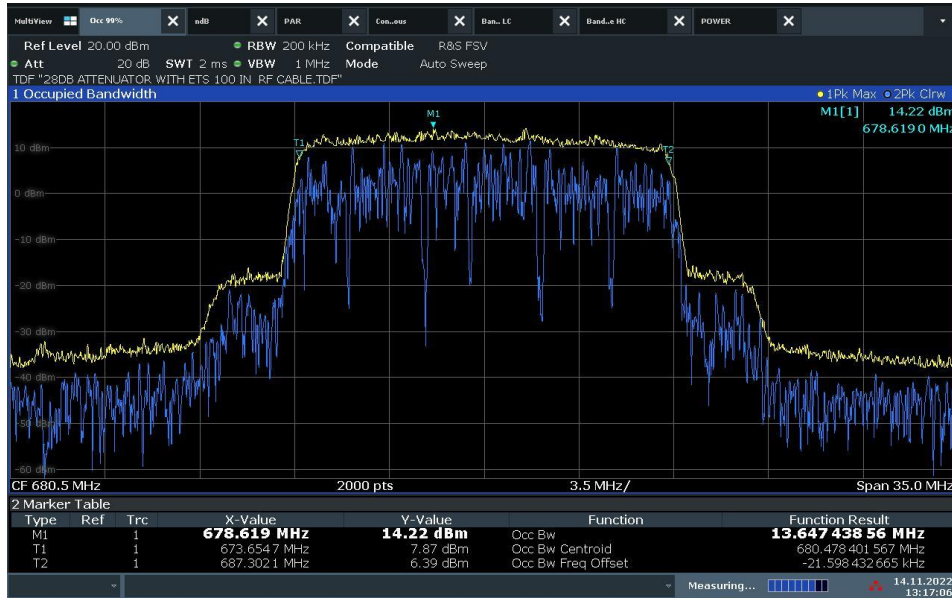 MultiView Occ 99% ndB PAR Con..ous Ban.. LC Band..e HC POWER
Ref Level 20.00 dBm RBW 200 kHz Compatible R&S FSV
Att 20 dB SWT 2 ms VBW 1 MHz Mode Auto Sweep
TDF "28DB ATTENUATOR WITH ETS 100 IN RF CABLE.TDF"
1 Occupied Bandwidth 1Pk Max 2Pk Clrw
M1[1] 14.22 dBm
678.6190 MHz
M1
T1
T2
10 dBm
0 dBm
-10 dBm
-20 dBm
-30 dBm
-40 dBm
-50 dBm
-60 dBm
CF 680.5 MHz 2000 pts 3.5 MHz/ Span 35.0 MHz
2 Marker Table
Type Ref Trc X-Value Y-Value Function Function Result
M1 1 678.619 MHz 14.22 dBm Occ Bw 13.647 438 56 MHz
T1 1 673.6547 MHz 7.87 dBm Occ Bw Centroid 680.478 401 567 MHz
T2 1 687.3021 MHz 6.39 dBm Occ Bw Freq Offset -21.598 432 665 kHz
Measuring... 14.11.2022
13:17:06